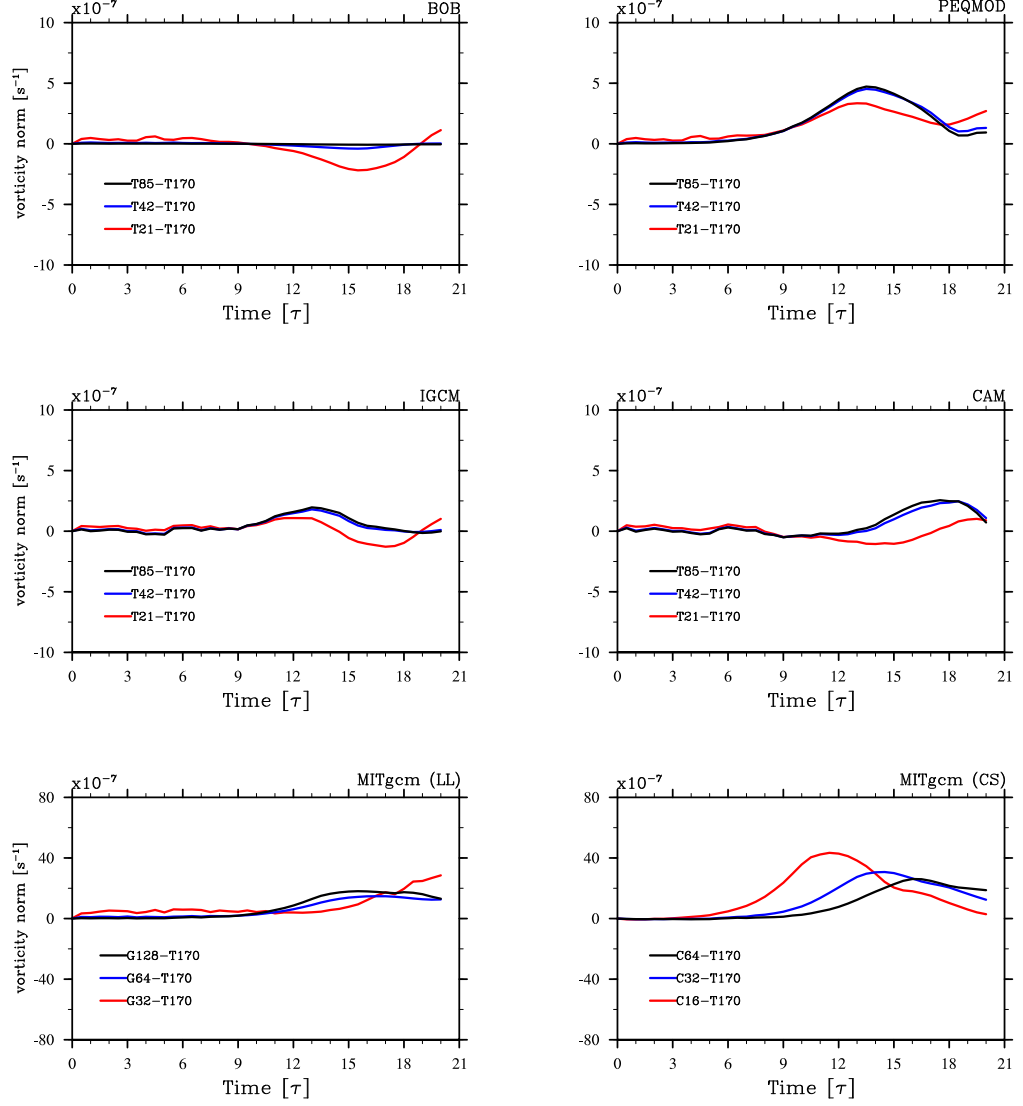 x10⁻⁷ BOB
10
5
0
-5
-10
vorticity norm [s⁻¹]
T85-T170
T42-T170
T21-T170
0 3 6 9 12 15 18 21
Time [τ]
x10⁻⁷ PEQMOD
10
5
0
-5
-10
T85-T170
T42-T170
T21-T170
0 3 6 9 12 15 18 21
Time [τ]
x10⁻⁷ IGCM
10
5
0
-5
-10
vorticity norm [s⁻¹]
T85-T170
T42-T170
T21-T170
0 3 6 9 12 15 18 21
Time [τ]
x10⁻⁷ CAM
10
5
0
-5
-10
T85-T170
T42-T170
T21-T170
0 3 6 9 12 15 18 21
Time [τ]
x10⁻⁷ MITgcm (LL)
80
40
0
-40
-80
vorticity norm [s⁻¹]
G128-T170
G64-T170
G32-T170
0 3 6 9 12 15 18 21
Time [τ]
x10⁻⁷ MITgcm (CS)
80
40
0
-40
-80
C64-T170
C32-T170
C16-T170
0 3 6 9 12 15 18 21
Time [τ]